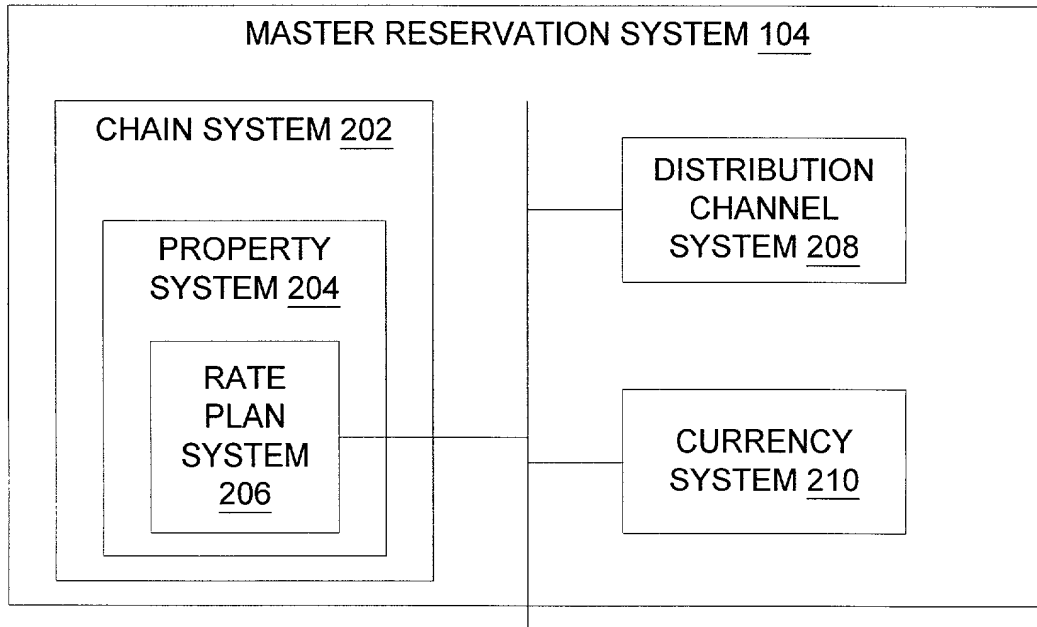 MASTER RESERVATION SYSTEM 104
CHAIN SYSTEM 202
PROPERTY
SYSTEM 204
RATE
PLAN
SYSTEM
206
DISTRIBUTION
CHANNEL
SYSTEM 208
CURRENCY
SYSTEM 210